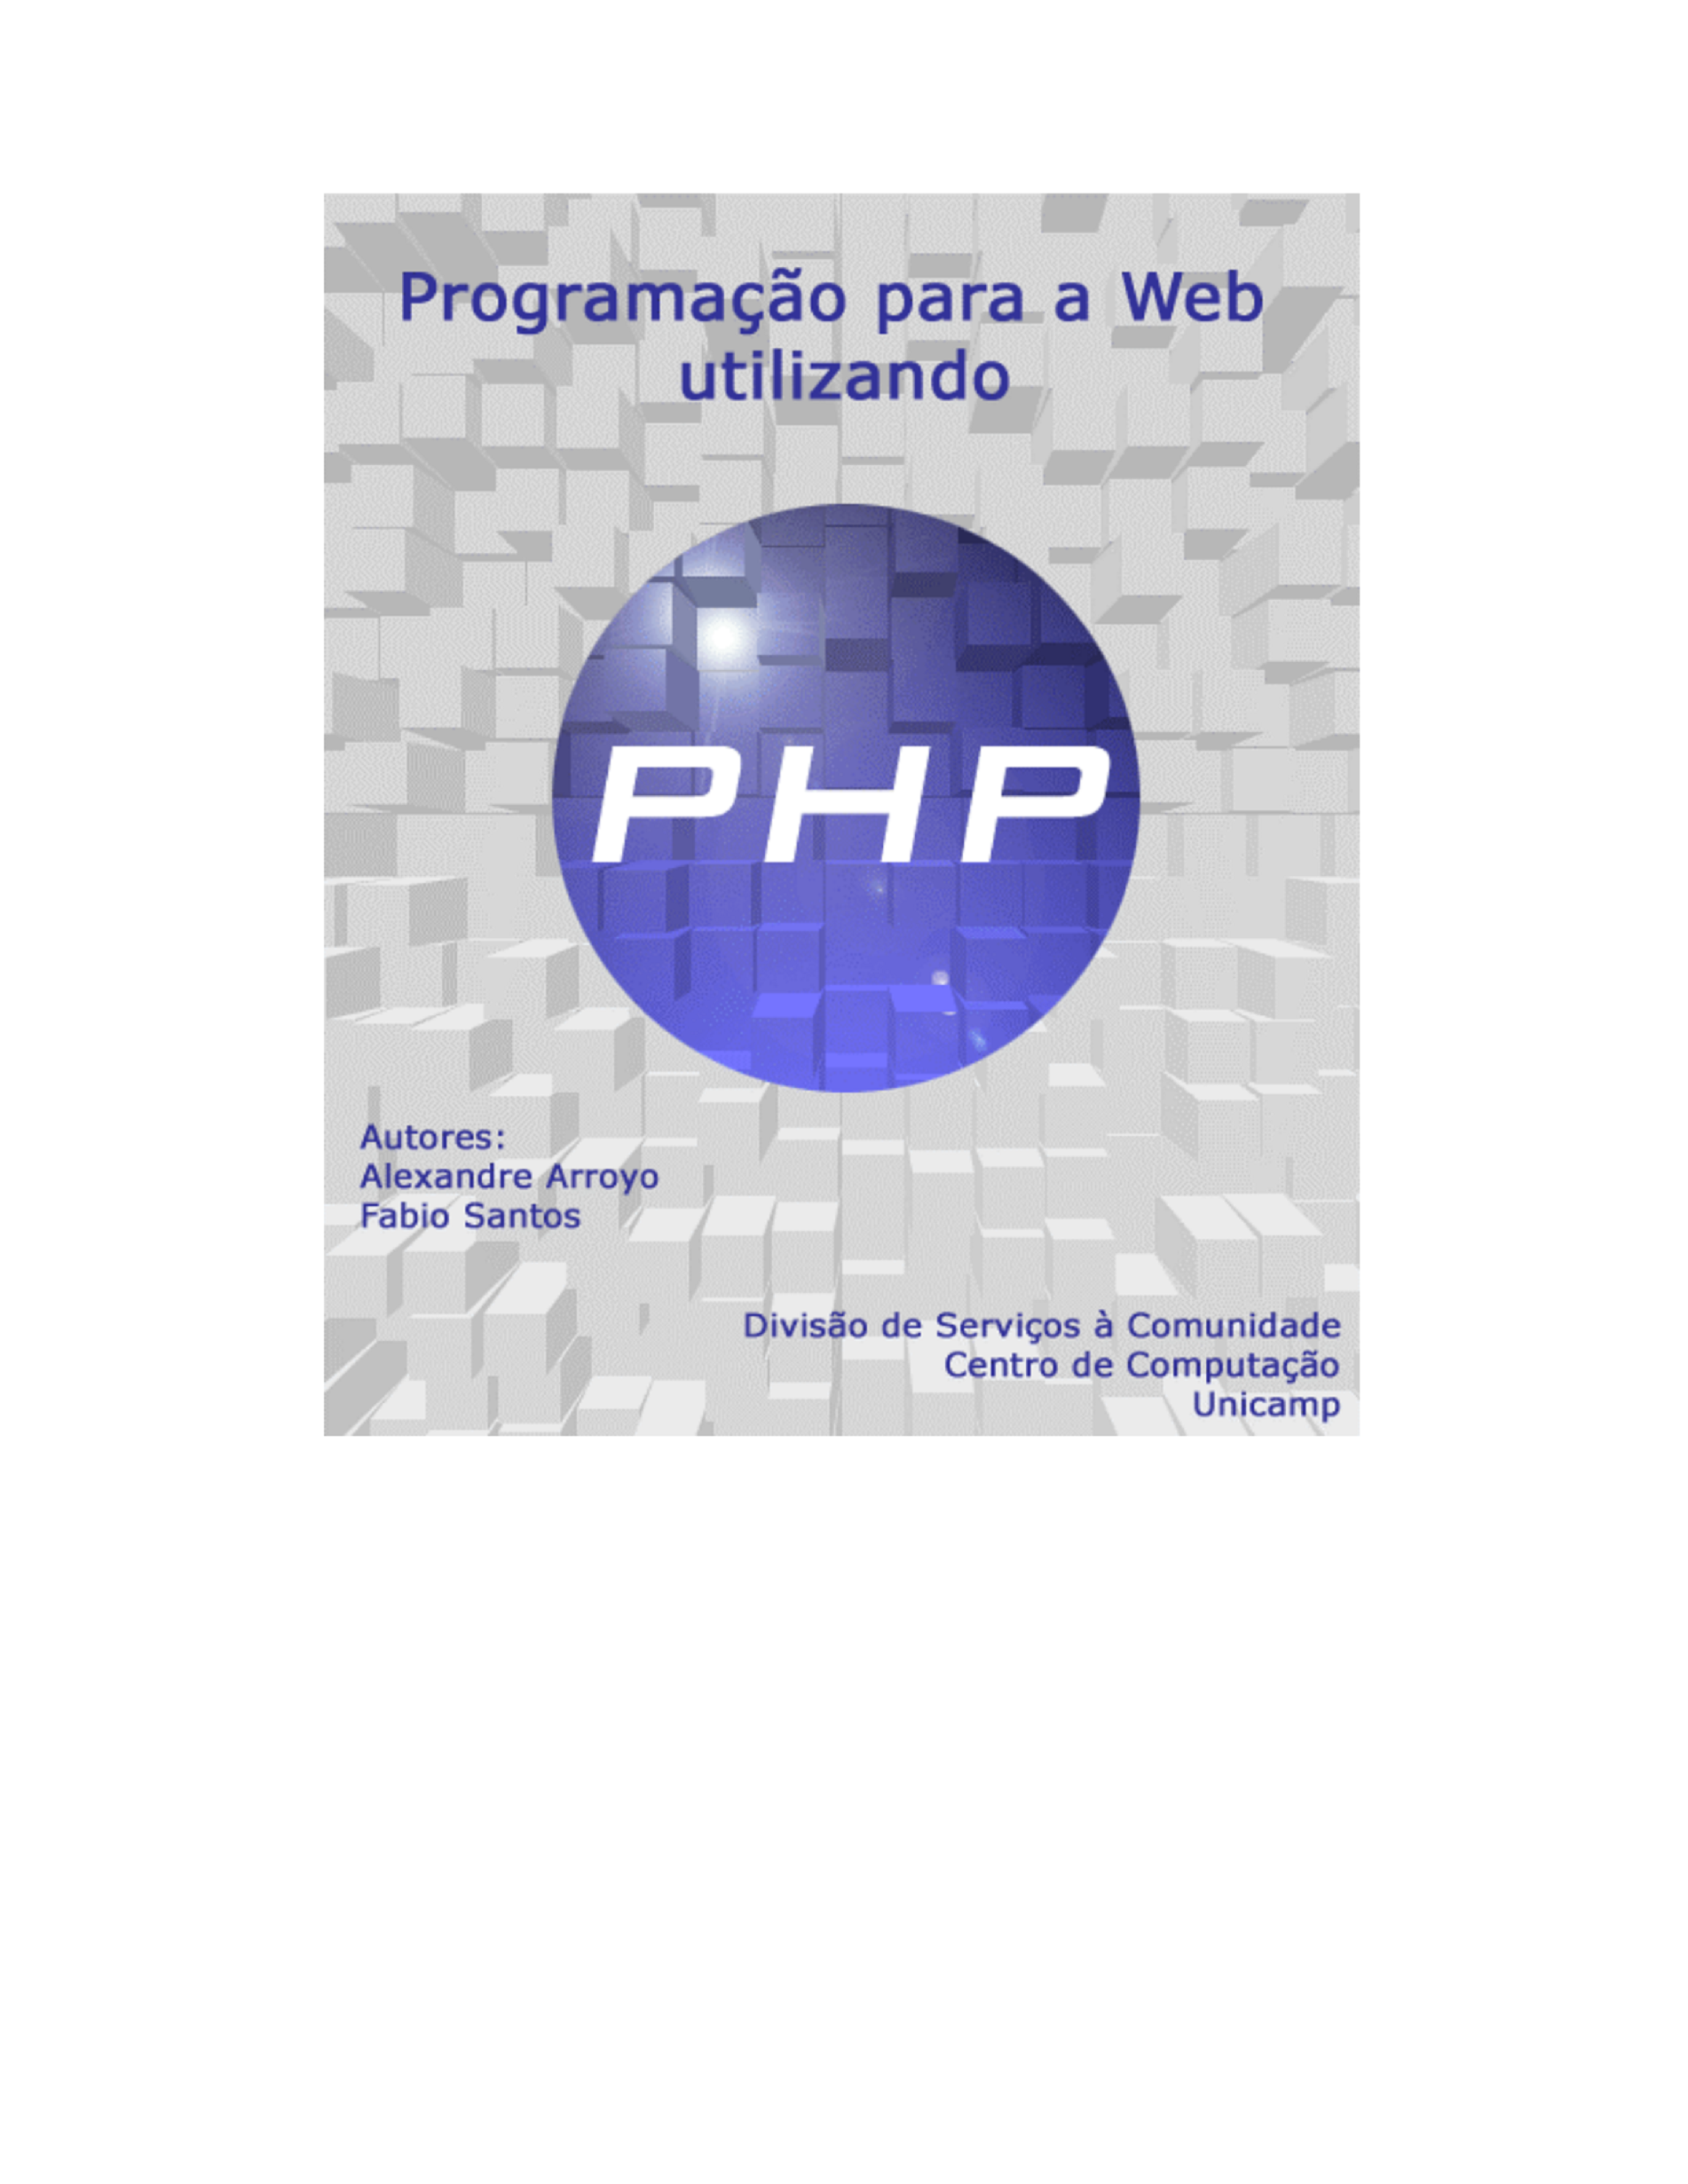 Programação para a Web
utilizando
PHP
Autores:
Alexandre Arroyo
Fabio Santos
Divisão de Serviços à Comunidade
Centro de Computação
Unicamp